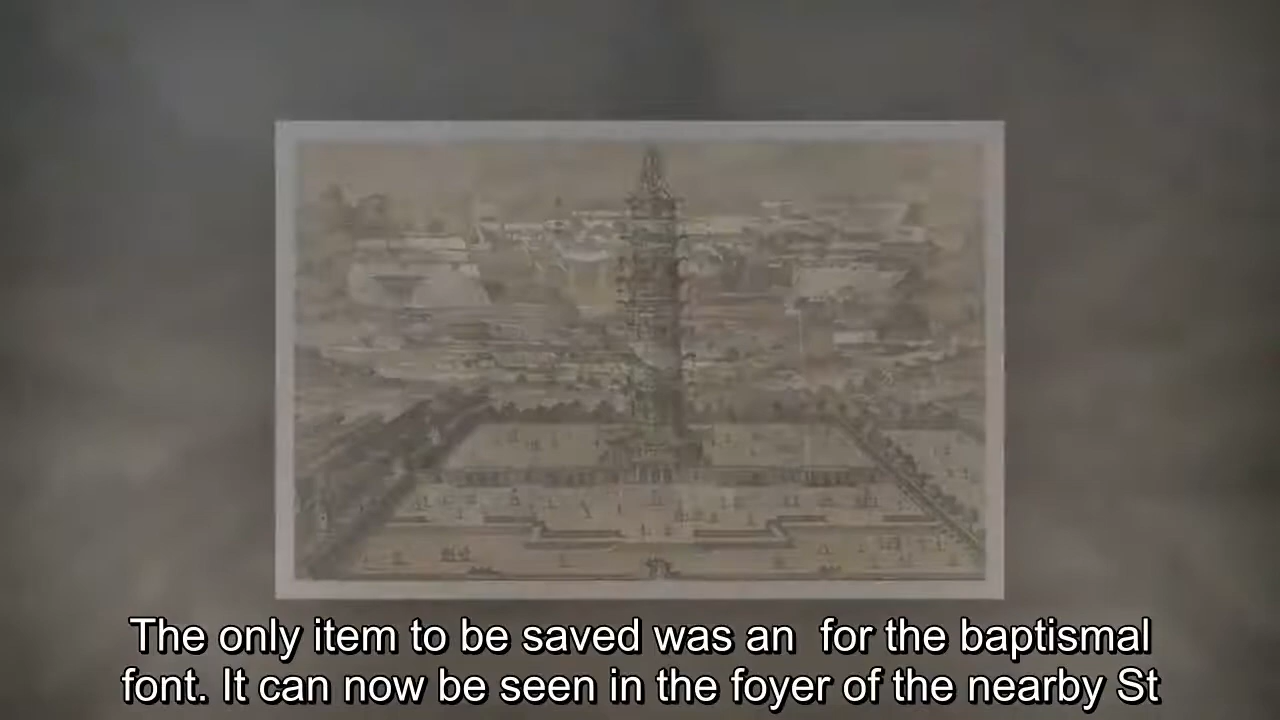 The only item to be saved was an  for the baptismal
font. It can now be seen in the foyer of the nearby St